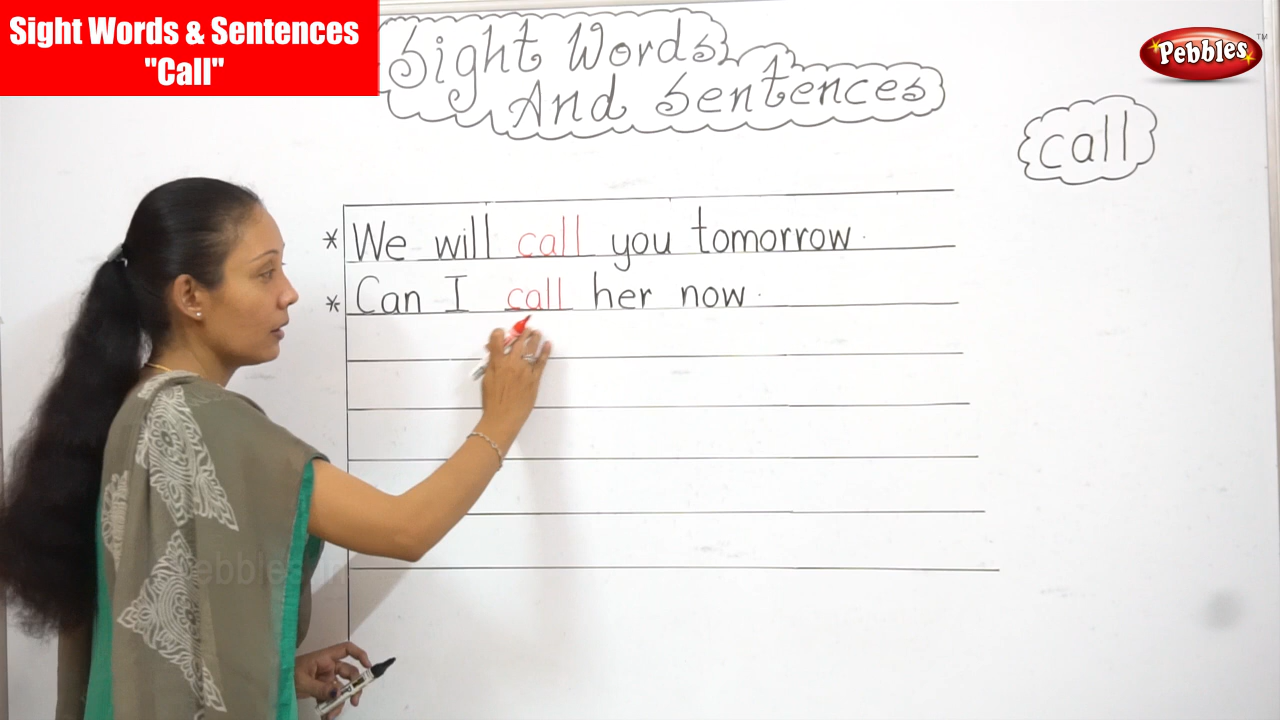 Sight Words & Sentences
"Call"
Sight Words
And Sentences
Pebbles™
call
* We will call you tomorrow.
* Can I call her now.
Pebbles